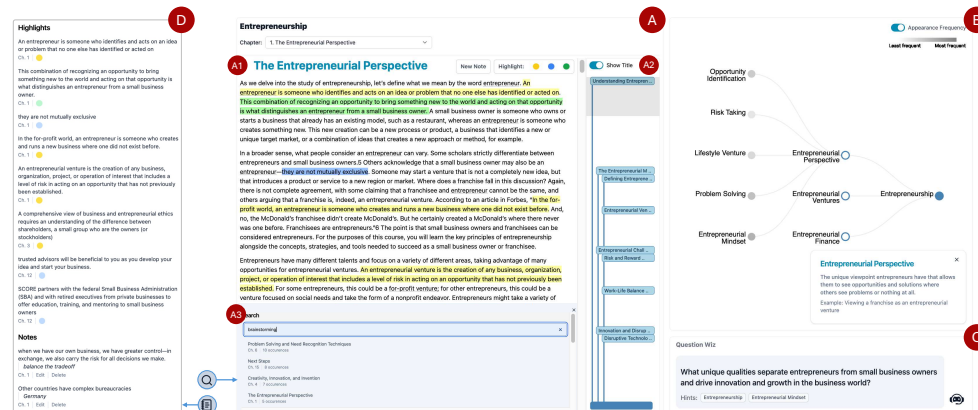 D
Highlights
An entrepreneur is someone who identifies and acts on an idea
or problem that no one else has identified or acted on
Ch. 1
This combination of recognizing an opportunity to bring
something new to the world and acting on that opportunity is
what distinguishes an entrepreneur from a small business
owner.
Ch. 1
they are not mutually exclusive
Ch. 1
In the for-profit world, an entrepreneur is someone who creates
and runs a new business where one did not exist before.
Ch. 1
An entrepreneurial venture is the creation of any business,
organization, project, or operation of interest that includes a
level of risk in acting on an opportunity that has not previously
been established.
Ch. 1
A comprehensive view of business and entrepreneurial ethics
requires an understanding of the difference between
shareholders, a small group who are the owners (or
stockholders)
Ch. 3
trusted advisors will be beneficial to you as you develop your
idea and start your business.
Ch. 12
SCORE partners with the federal Small Business Administration
(SBA) and with retired executives from private businesses to
offer education, training, and mentoring to small business
owners
Ch. 12
Notes
when we have our own business, we have greater control—in
exchange, we also carry the risk for all decisions we make.
balance the tradeoff
Ch. 1 Edit Delete
Other countries have complex bureaucracies
Germany
Ch. 1 Edit Delete
A
Entrepreneurship
Chapter: 1. The Entrepreneurial Perspective
A1
The Entrepreneurial Perspective
New Note
Highlight:
As we delve into the study of entrepreneurship, let's define what we mean by the word entrepreneur. An
entrepreneur is someone who identifies and acts on an idea or problem that no one else has identified or acted on.
This combination of recognizing an opportunity to bring something new to the world and acting on that opportunity
is what distinguishes an entrepreneur from a small business owner. A small business owner is someone who owns or
starts a business that already has an existing model, such as a restaurant, whereas an entrepreneur is someone who
creates something new. This new creation can be a new process or product, a business that identifies a new or
unique target market, or a combination of ideas that creates a new approach or method, for example.
In a broader sense, what people consider an entrepreneur can vary. Some scholars strictly differentiate between
entrepreneurs and small business owners.5 Others acknowledge that a small business owner may also be an
entrepreneur—they are not mutually exclusive. Someone may start a venture that is not a completely new idea, but
that introduces a product or service to a new region or market. Where does a franchise fall in this discussion? Again,
there is not complete agreement, with some claiming that a franchise and entrepreneur cannot be the same, and
others arguing that a franchise is, indeed, an entrepreneurial venture. According to an article in Forbes, "In the for-
profit world, an entrepreneur is someone who creates and runs a new business where one did not exist before. And,
no, the McDonald's franchisee didn't create McDonald's. But he certainly created a McDonald's where there never
was one before. Franchisees are entrepreneurs."6 The point is that small business owners and franchisees can be
considered entrepreneurs. For the purposes of this course, you will learn the key principles of entrepreneurship
alongside the concepts, strategies, and tools needed to succeed as a small business owner or franchisee.
Entrepreneurs have many different talents and focus on a variety of different areas, taking advantage of many
opportunities for entrepreneurial ventures. An entrepreneurial venture is the creation of any business, organization,
project, or operation of interest that includes a level of risk in acting on an opportunity that has not previously been
established. For some entrepreneurs, this could be a for-profit venture; for other entrepreneurs, this could be a
venture focused on social needs and take the form of a nonprofit endeavor. Entrepreneurs might take a variety of
A3
earch
brainstorming
Problem Solving and Need Recognition Techniques
Ch. 6 19 occurences
Next Steps
Ch. 15 8 occurences
Creativity, Innovation, and Invention
Ch. 4 7 occurences
The Entrepreneurial Perspective
Ch. 1 5 occurences
A2
Show Title
Understanding Entrepren...
The Entrepreneurial M...
Defining Entreprene...
Entrepreneurial Ven...
Entrepreneurial Chall...
Risk and Reward...
Work-Life Balance...
Innovation and Disrup...
Disruptive Technolo...
Appearance Frequency
Least frequent Most frequent
Opportunity
Identification
Risk Taking
Lifestyle Venture
Problem Solving
Entrepreneurial
Mindset
Entrepreneurial
Perspective
Entrepreneurial
Ventures
Entrepreneurial
Finance
Entrepreneurship
Entrepreneurial Perspective
The unique viewpoint entrepreneurs have that allows
them to see opportunities and solutions where
others see problems or nothing at all.
Example: Viewing a franchise as an entrepreneurial
venture
Question Wiz
What unique qualities separate entrepreneurs from small business owners
and drive innovation and growth in the business world?
Hints: Entrepreneurship Entrepreneurial Mindset